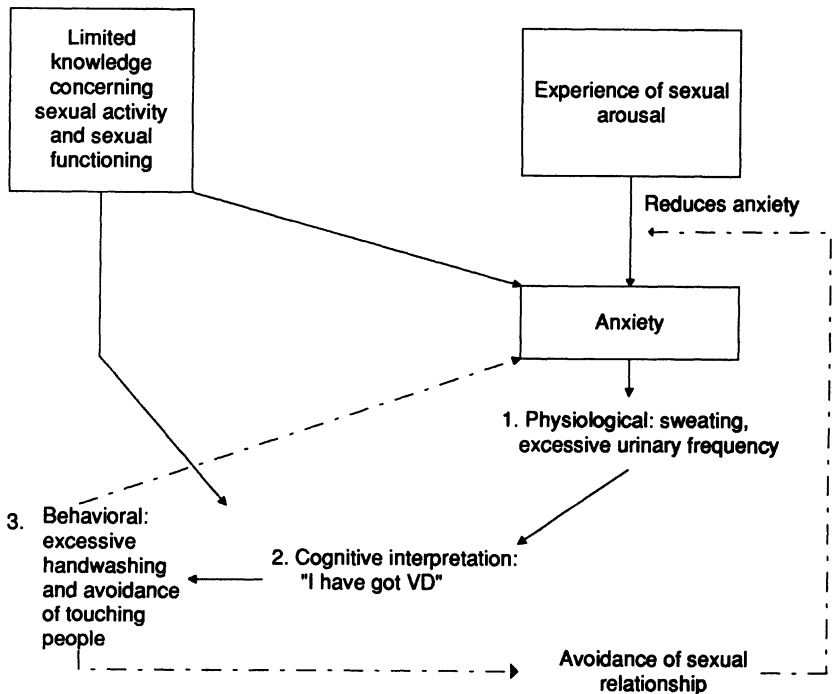 Limited
knowledge
concerning
sexual activity
and sexual
functioning
Experience of sexual
arousal
Reduces anxiety
Anxiety
1. Physiological: sweating,
excessive urinary frequency
2. Cognitive interpretation:
"I have got VD"
3. Behavioral:
excessive
handwashing
and avoidance
of touching
people
Avoidance of sexual
relationship